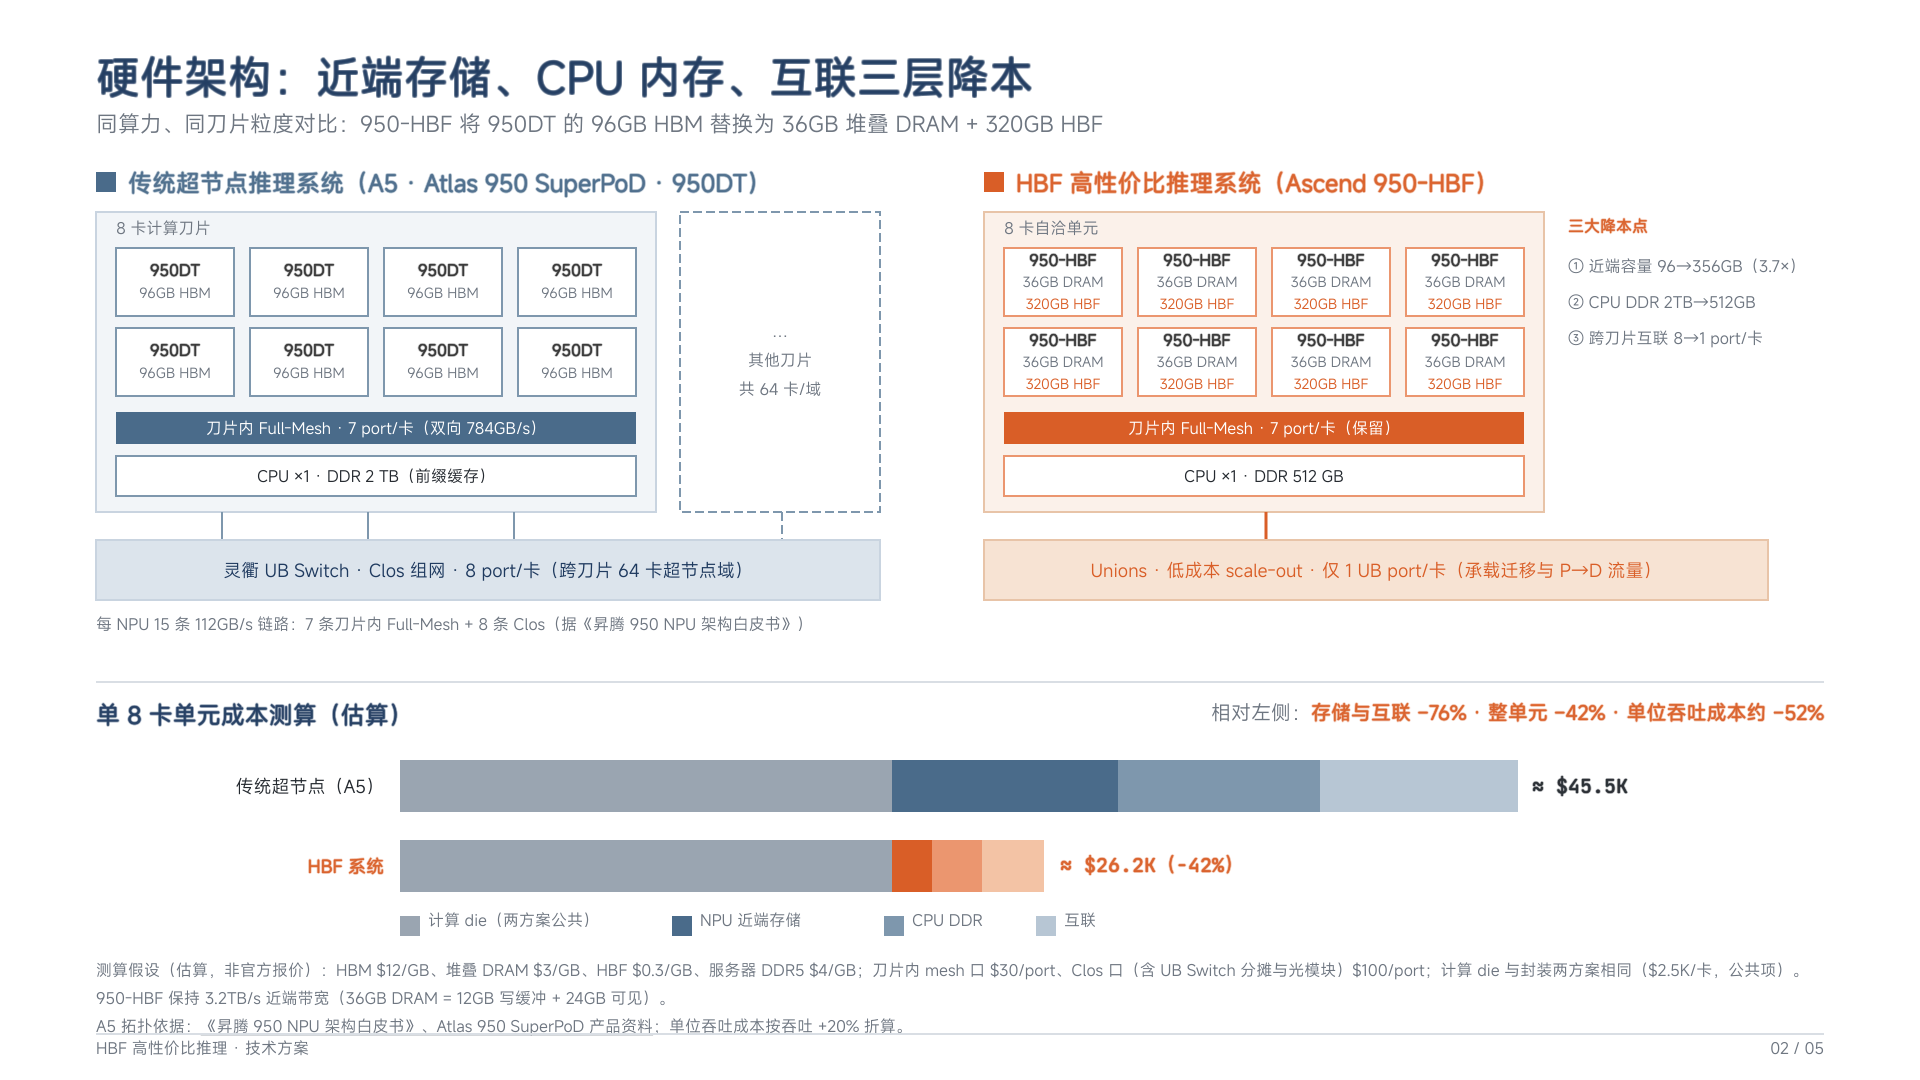 硬件架构：近端存储、CPU 内存、互联三层降本
同算力、同刀片粒度对比：950-HBF 将 950DT 的 96GB HBM 替换为 36GB 堆叠 DRAM + 320GB HBF
传统超节点推理系统（A5 · Atlas 950 SuperPoD · 950DT）
8 卡计算刀片
950DT 950DT 950DT 950DT
96GB HBM 96GB HBM 96GB HBM 96GB HBM
950DT 950DT 950DT 950DT
96GB HBM 96GB HBM 96GB HBM 96GB HBM
刀片内 Full-Mesh · 7 port/卡（双向 784GB/s）
CPU ×1 · DDR 2 TB（前缀缓存）
...
其他刀片
共 64 卡/域
灵衢 UB Switch · Clos 组网 · 8 port/卡（跨刀片 64 卡超节点域）
每 NPU 15 条 112GB/s 链路：7 条刀片内 Full-Mesh + 8 条 Clos（据《昇腾 950 NPU 架构白皮书》）
HBF 高性价比推理系统（Ascend 950-HBF）
8 卡自洽单元
950-HBF 950-HBF 950-HBF 950-HBF
36GB DRAM 36GB DRAM 36GB DRAM 36GB DRAM
320GB HBF 320GB HBF 320GB HBF 320GB HBF
950-HBF 950-HBF 950-HBF 950-HBF
36GB DRAM 36GB DRAM 36GB DRAM 36GB DRAM
320GB HBF 320GB HBF 320GB HBF 320GB HBF
刀片内 Full-Mesh · 7 port/卡（保留）
CPU ×1 · DDR 512 GB
三大降本点
① 近端容量 96→356GB（3.7×）
② CPU DDR 2TB→512GB
③ 跨刀片互联 8→1 port/卡
Unions · 低成本 scale-out · 仅 1 UB port/卡（承载迁移与 P→D 流量）
单 8 卡单元成本测算（估算）
相对左侧：存储与互联 −76% · 整单元 −42% · 单位吞吐成本约 −52%
传统超节点（A5）
≈ $45.5K
HBF 系统
≈ $26.2K (-42%)
计算 die（两方案公共）
NPU 近端存储
CPU DDR
互联
测算假设（估算，非官方报价）：HBM $12/GB、堆叠 DRAM $3/GB、HBF $0.3/GB、服务器 DDR5 $4/GB；刀片内 mesh 口 $30/port、Clos 口（含 UB Switch 分摊与光模块）$100/port；计算 die 与封装两方案相同（$2.5K/卡，公共项）。
950-HBF 保持 3.2TB/s 近端带宽（36GB DRAM = 12GB 写缓冲 + 24GB 可见）。
A5 拓扑依据：《昇腾 950 NPU 架构白皮书》、Atlas 950 SuperPoD 产品资料；单位吞吐成本按吞吐 +20% 折算。
HBF 高性价比推理 · 技术方案
02 / 05